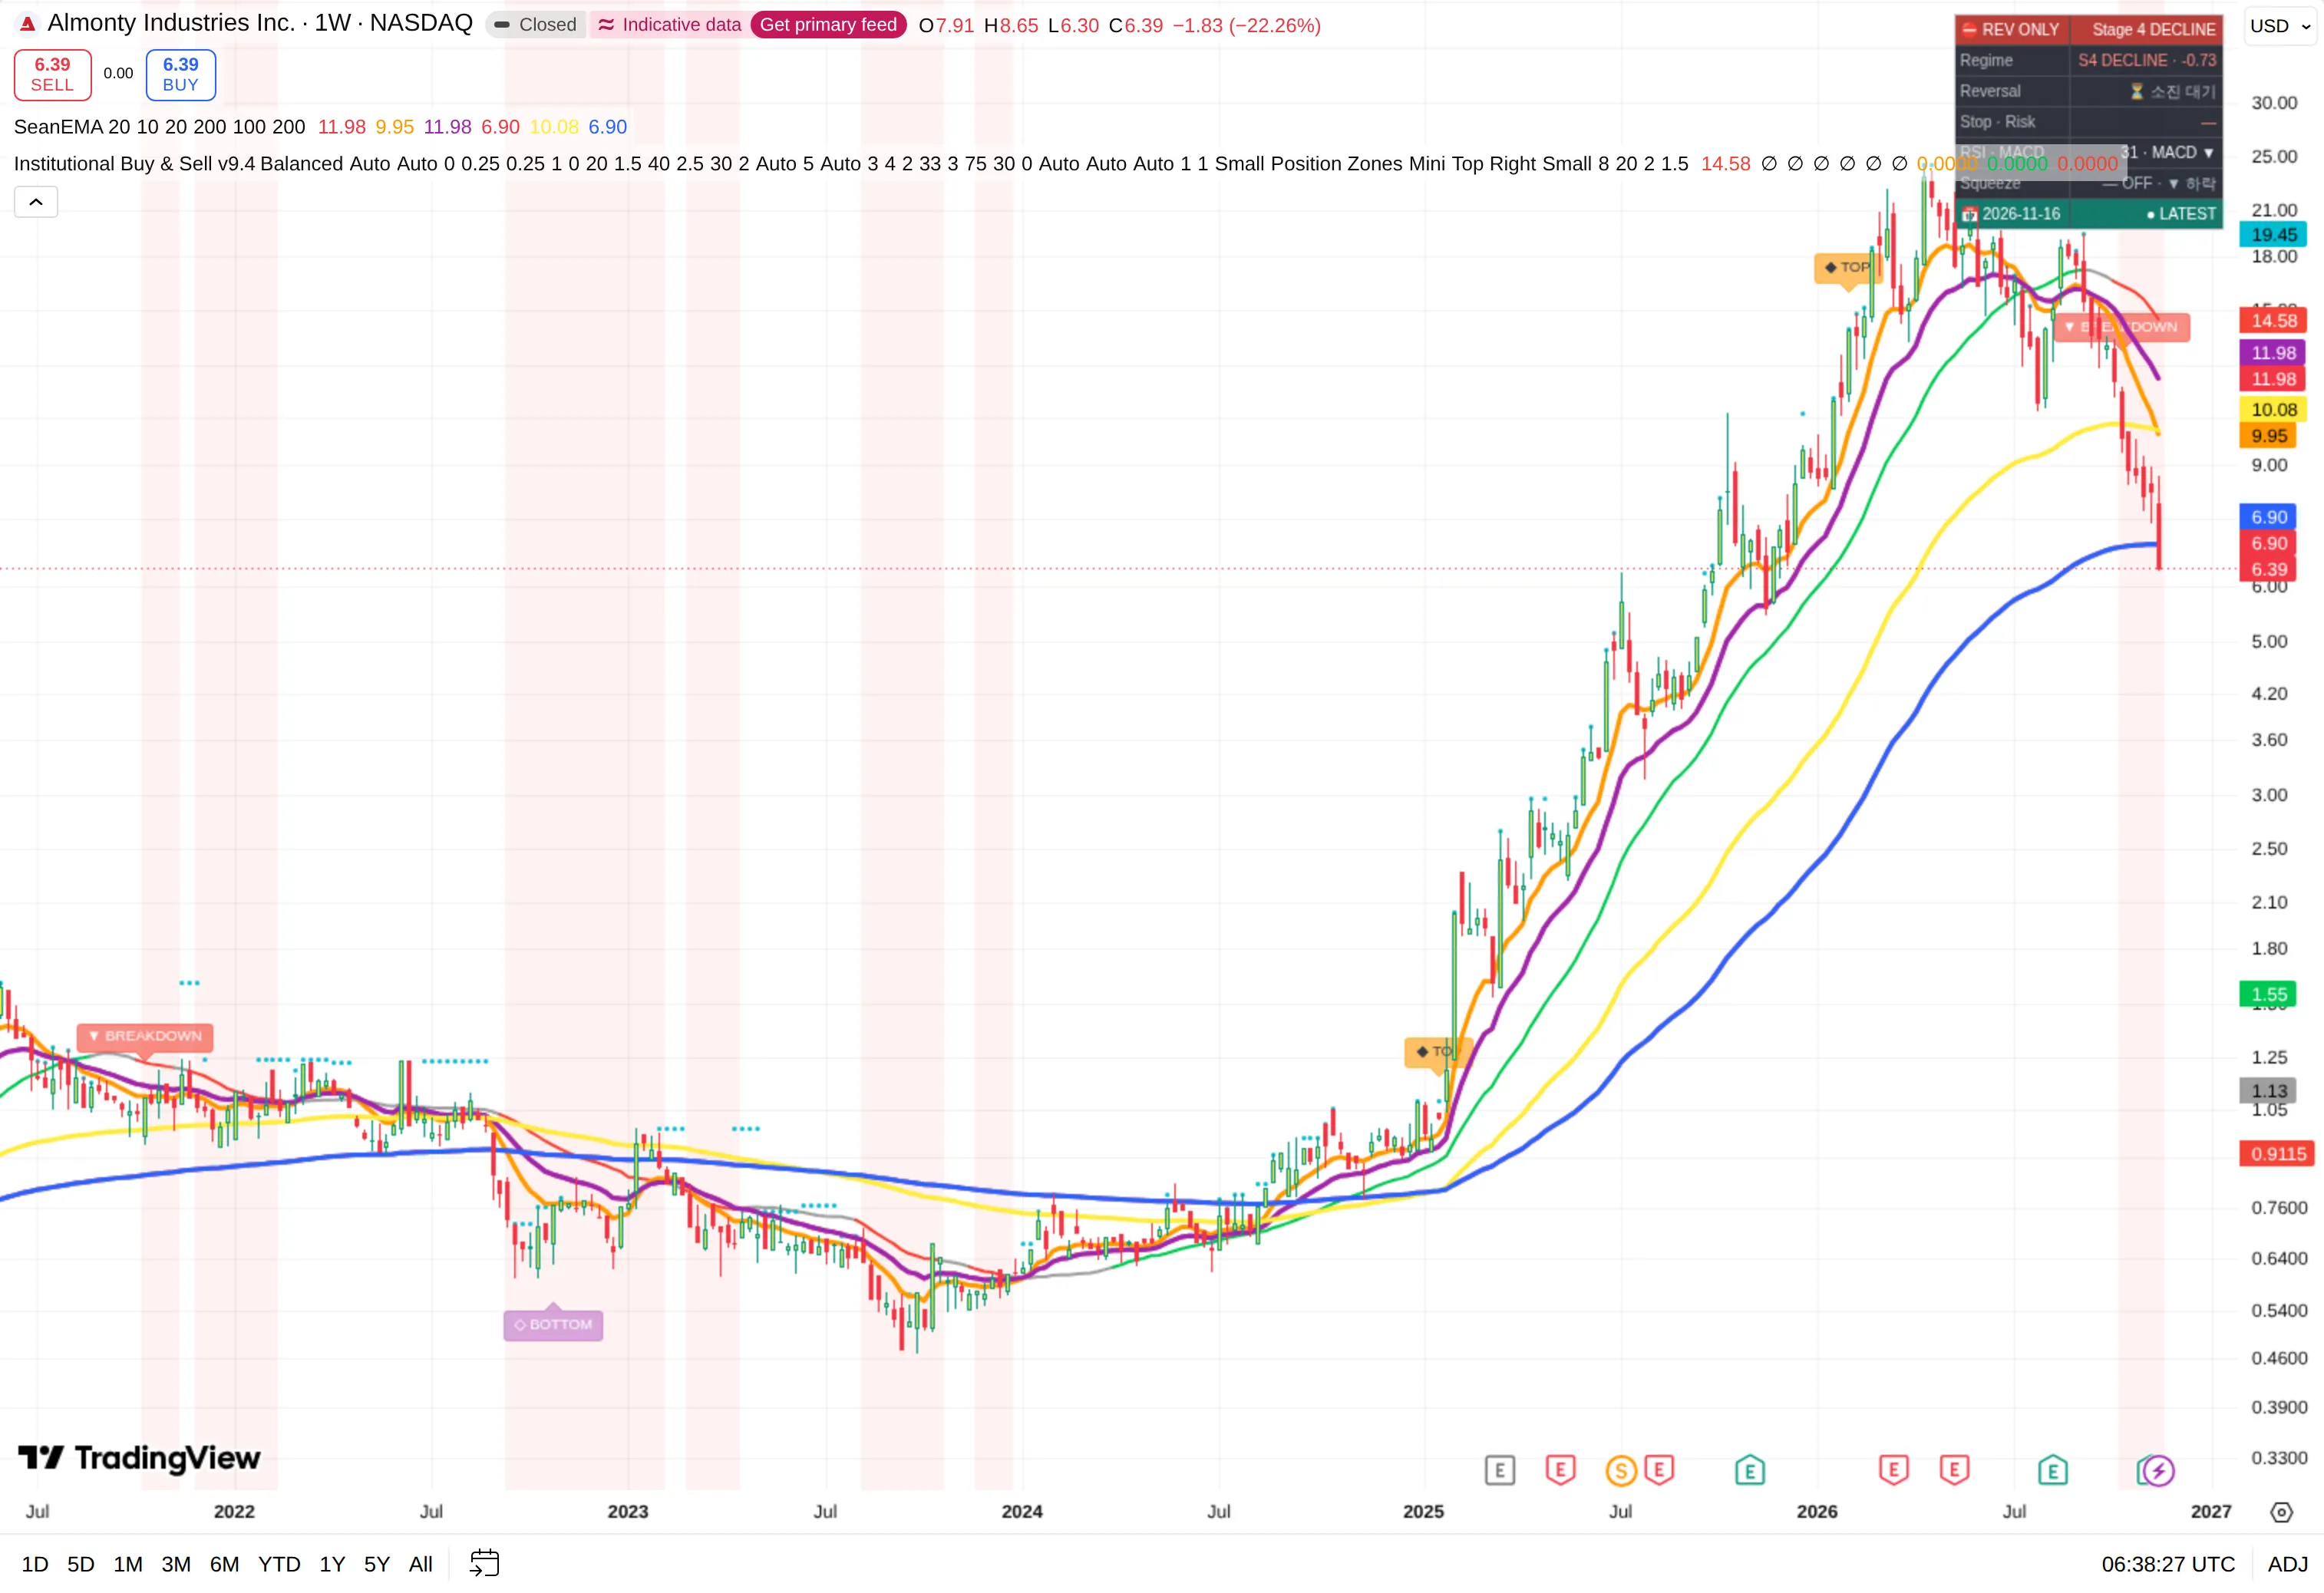 Almonty Industries Inc. · 1W · NASDAQ Closed Indicative data Get primary feed O7.91 H8.65 L6.30 C6.39 −1.83 (−22.26%)
6.39 SELL 0.00 6.39 BUY
SeanEMA 20 10 20 200 100 200 11.98 9.95 11.98 6.90 10.08 6.90
Institutional Buy & Sell v9.4 Balanced Auto Auto 0 0.25 0.25 1 0 20 1.5 40 2.5 30 2 Auto 5 Auto 3 4 2 33 3 75 30 0 Auto Auto Auto 1 1 Small Position Zones Mini Top Right Small 8 20 2 1.5 14.58 ∅ ∅ ∅ ∅ ∅ ∅ 0.0000 0.0000 0.0000
REV ONLY Stage 4 DECLINE
Regime S4 DECLINE · -0.73
Reversal ⏳ 소진 대기
Stop · Risk —
RSI · MACD 31 · MACD ▼
Squeeze — OFF · ▼ 하락
2026-11-16 ● LATEST
USD
30.00
25.00
21.00
19.45
18.00
14.58
11.98
11.98
10.08
9.95
9.00
6.90
6.90
6.39
6.00
5.00
4.20
3.60
3.00
2.50
2.10
1.80
1.55
1.25
1.13
1.05
0.9115
0.7600
0.6400
0.5400
0.4600
0.3900
0.3300
◆ TOP
▼ BREAKDOWN
▼ BREAKDOWN
◆ TO
◇ BOTTOM
TradingView
E E S E E E E E
Jul 2022 Jul 2023 Jul 2024 Jul 2025 Jul 2026 Jul 2027
1D 5D 1M 3M 6M YTD 1Y 5Y All 06:38:27 UTC ADJ